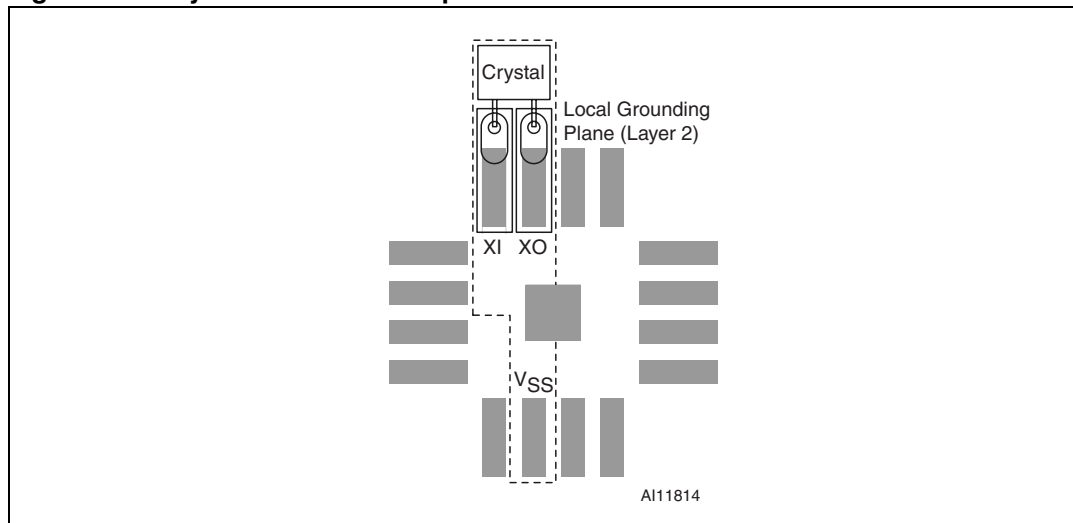 Crystal
Local Grounding
Plane (Layer 2)
XI XO
VSS
AI11814